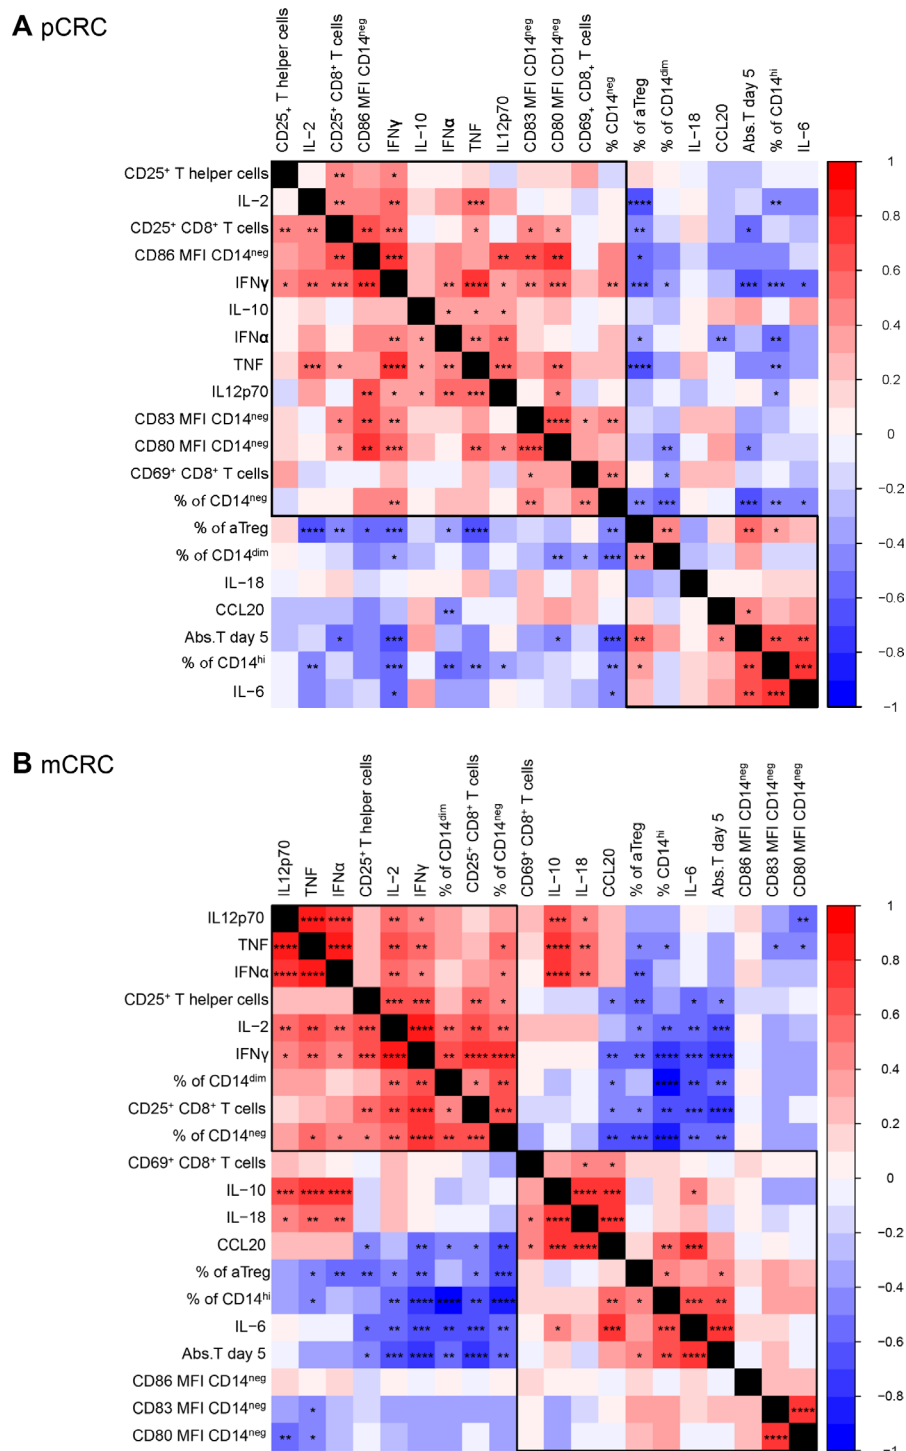 A pCRC
CD25₊ T helper cells
IL−2
CD25⁺ CD8⁺ T cells
CD86 MFI CD14ⁿᵉᵍ
IFNγ
IL−10
IFNα
TNF
IL12p70
CD83 MFI CD14ⁿᵉᵍ
CD80 MFI CD14ⁿᵉᵍ
CD69₊ CD8₊ T cells
% CD14ⁿᵉᵍ
% of aTreg
% of CD14ᵈⁱᵐ
IL−18
CCL20
Abs.T day 5
% of CD14ʰⁱ
IL−6
CD25⁺ T helper cells ** *
IL−2 ** ** *** **** **
CD25⁺ CD8⁺ T cells ** ** ** *** * * * ** *
CD86 MFI CD14ⁿᵉᵍ ** *** ** ** ** *
IFNγ * ** *** *** ** **** * ** *** ** *** * *** *** *
IL−10 * * *
IFNα ** * ** ** * ** **
TNF *** * **** * ** *** ** **** **
IL12p70 ** * * ** *** * *
CD83 MFI CD14ⁿᵉᵍ * ** ** **** * **
CD80 MFI CD14ⁿᵉᵍ * ** *** ** * **** ** *
CD69⁺ CD8⁺ T cells * ** *
% of CD14ⁿᵉᵍ ** ** ** ** *** *** ** *
% of aTreg **** ** * *** * **** ** ** ** *
% of CD14ᵈⁱᵐ * ** * *** **
IL−18
CCL20 ** *
Abs.T day 5 * *** * *** ** * ** **
% of CD14ʰⁱ ** *** ** ** * ** * ** ***
IL−6 * * ** ***
1
0.8
0.6
0.4
0.2
0
−0.2
−0.4
−0.6
−0.8
−1
B mCRC
IL12p70
TNF
IFNα
CD25⁺ T helper cells
IL−2
IFNγ
% of CD14ᵈⁱᵐ
CD25⁺ CD8⁺ T cells
% of CD14ⁿᵉᵍ
CD69⁺ CD8⁺ T cells
IL−10
IL−18
CCL20
% of aTreg
% CD14ʰⁱ
IL−6
Abs.T day 5
CD86 MFI CD14ⁿᵉᵍ
CD83 MFI CD14ⁿᵉᵍ
CD80 MFI CD14ⁿᵉᵍ
IL12p70 **** **** ** * *** * **
TNF **** **** ** ** * **** ** * * * *
IFNα **** **** ** * * **** ** **
CD25⁺ T helper cells *** *** ** * * ** * *
IL−2 ** ** ** *** **** ** ** ** * ** ** ***
IFNγ * ** * *** **** ** **** **** ** ** **** *** ****
% of CD14ᵈⁱᵐ ** ** * ** * **** ** **
CD25⁺ CD8⁺ T cells ** ** **** * *** * * ** *** ****
% of CD14ⁿᵉᵍ * * * ** **** ** *** ** *** **** ** **
CD69⁺ CD8⁺ T cells * *
IL−10 *** **** **** **** *** *
IL−18 * ** ** * **** ****
CCL20 * ** * * ** * *** **** ** ***
% of aTreg * ** ** * ** * *** * *
% of CD14ʰⁱ * ** **** **** ** **** ** * *** **
IL−6 * ** *** ** *** ** * *** *** ****
Abs.T day 5 * *** **** ** **** ** * ** ****
CD86 MFI CD14ⁿᵉᵍ
CD83 MFI CD14ⁿᵉᵍ * ****
CD80 MFI CD14ⁿᵉᵍ ** * ****
1
0.8
0.6
0.4
0.2
0
−0.2
−0.4
−0.6
−0.8
−1